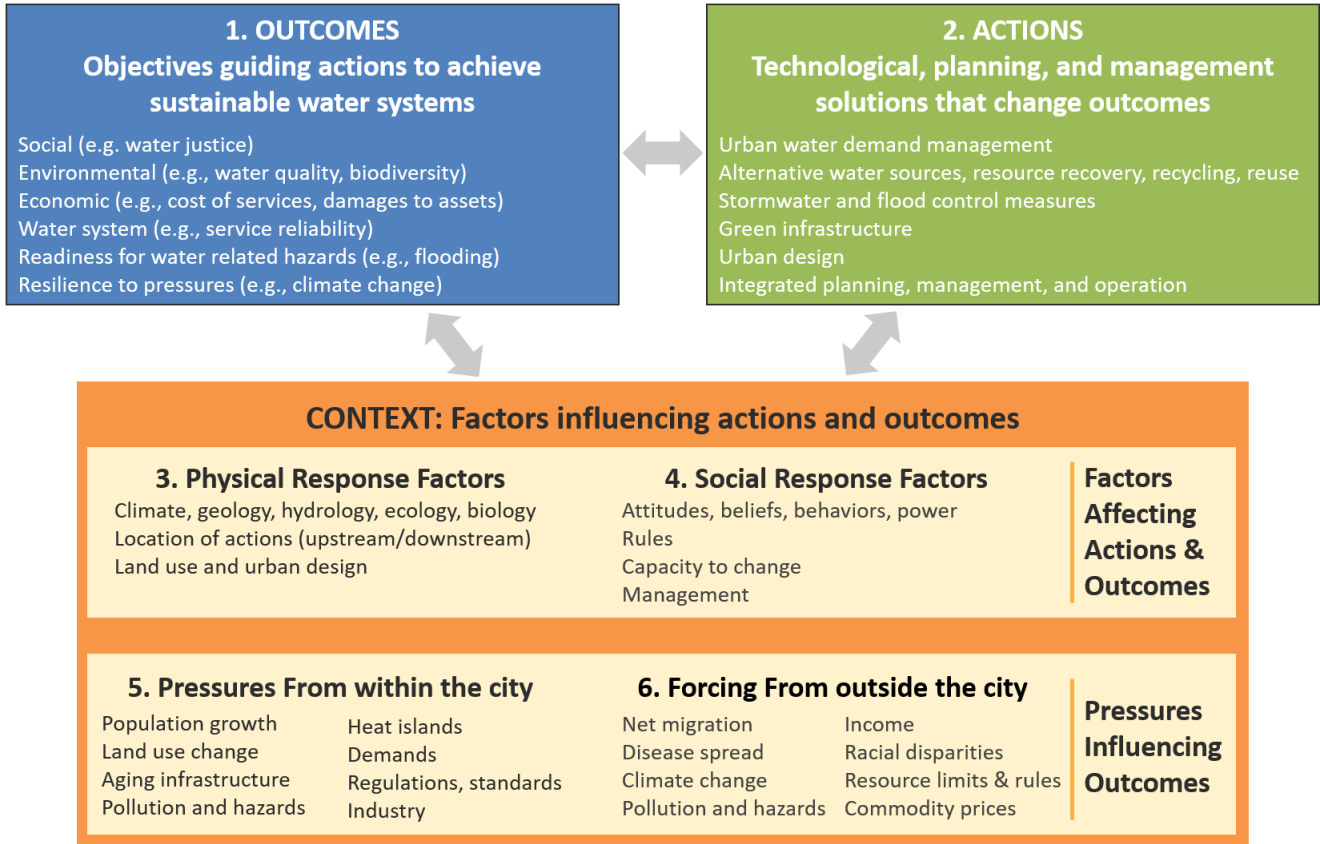 1. OUTCOMES
Objectives guiding actions to achieve
sustainable water systems
Social (e.g. water justice)
Environmental (e.g., water quality, biodiversity)
Economic (e.g., cost of services, damages to assets)
Water system (e.g., service reliability)
Readiness for water related hazards (e.g., flooding)
Resilience to pressures (e.g., climate change)
2. ACTIONS
Technological, planning, and management
solutions that change outcomes
Urban water demand management
Alternative water sources, resource recovery, recycling, reuse
Stormwater and flood control measures
Green infrastructure
Urban design
Integrated planning, management, and operation
CONTEXT: Factors influencing actions and outcomes
3. Physical Response Factors
Climate, geology, hydrology, ecology, biology
Location of actions (upstream/downstream)
Land use and urban design
4. Social Response Factors
Attitudes, beliefs, behaviors, power
Rules
Capacity to change
Management
Factors
Affecting
Actions &
Outcomes
5. Pressures From within the city
Population growth
Land use change
Aging infrastructure
Pollution and hazards
Heat islands
Demands
Regulations, standards
Industry
6. Forcing From outside the city
Net migration
Disease spread
Climate change
Pollution and hazards
Income
Racial disparities
Resource limits & rules
Commodity prices
Pressures
Influencing
Outcomes